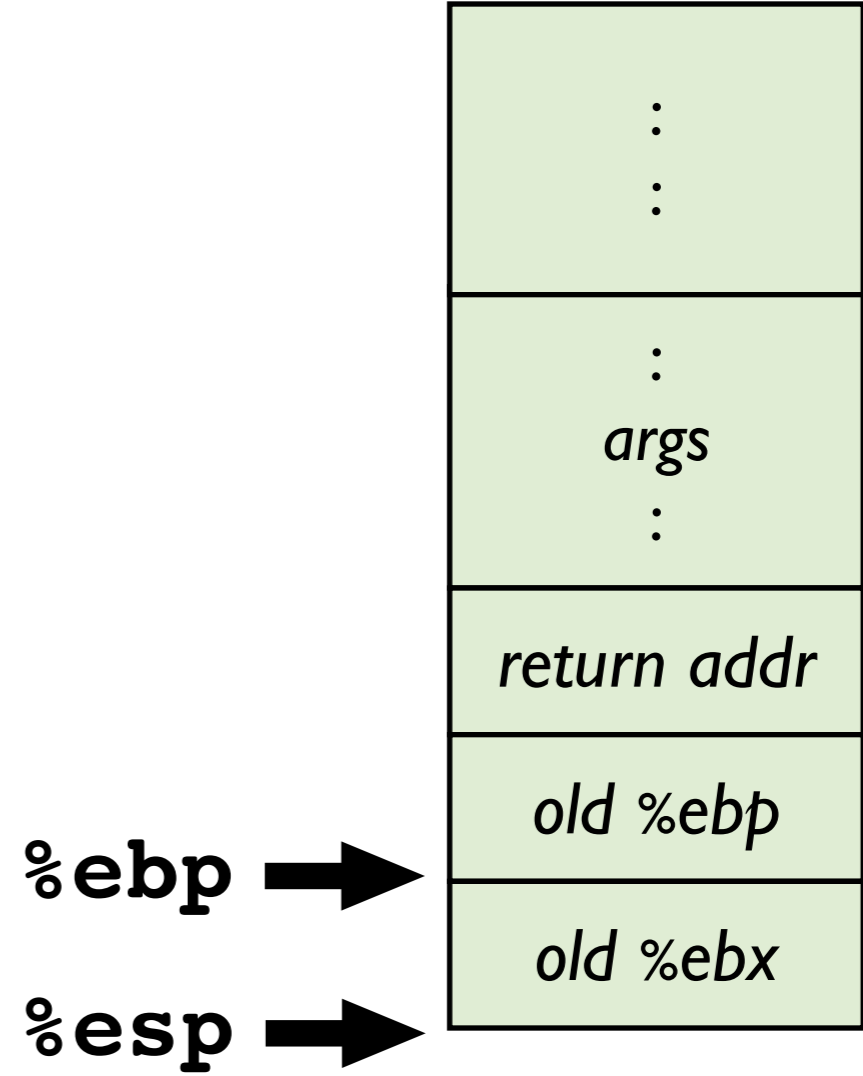 :
:
:
args
:
return addr
old %ebp
%ebp
old %ebx
%esp